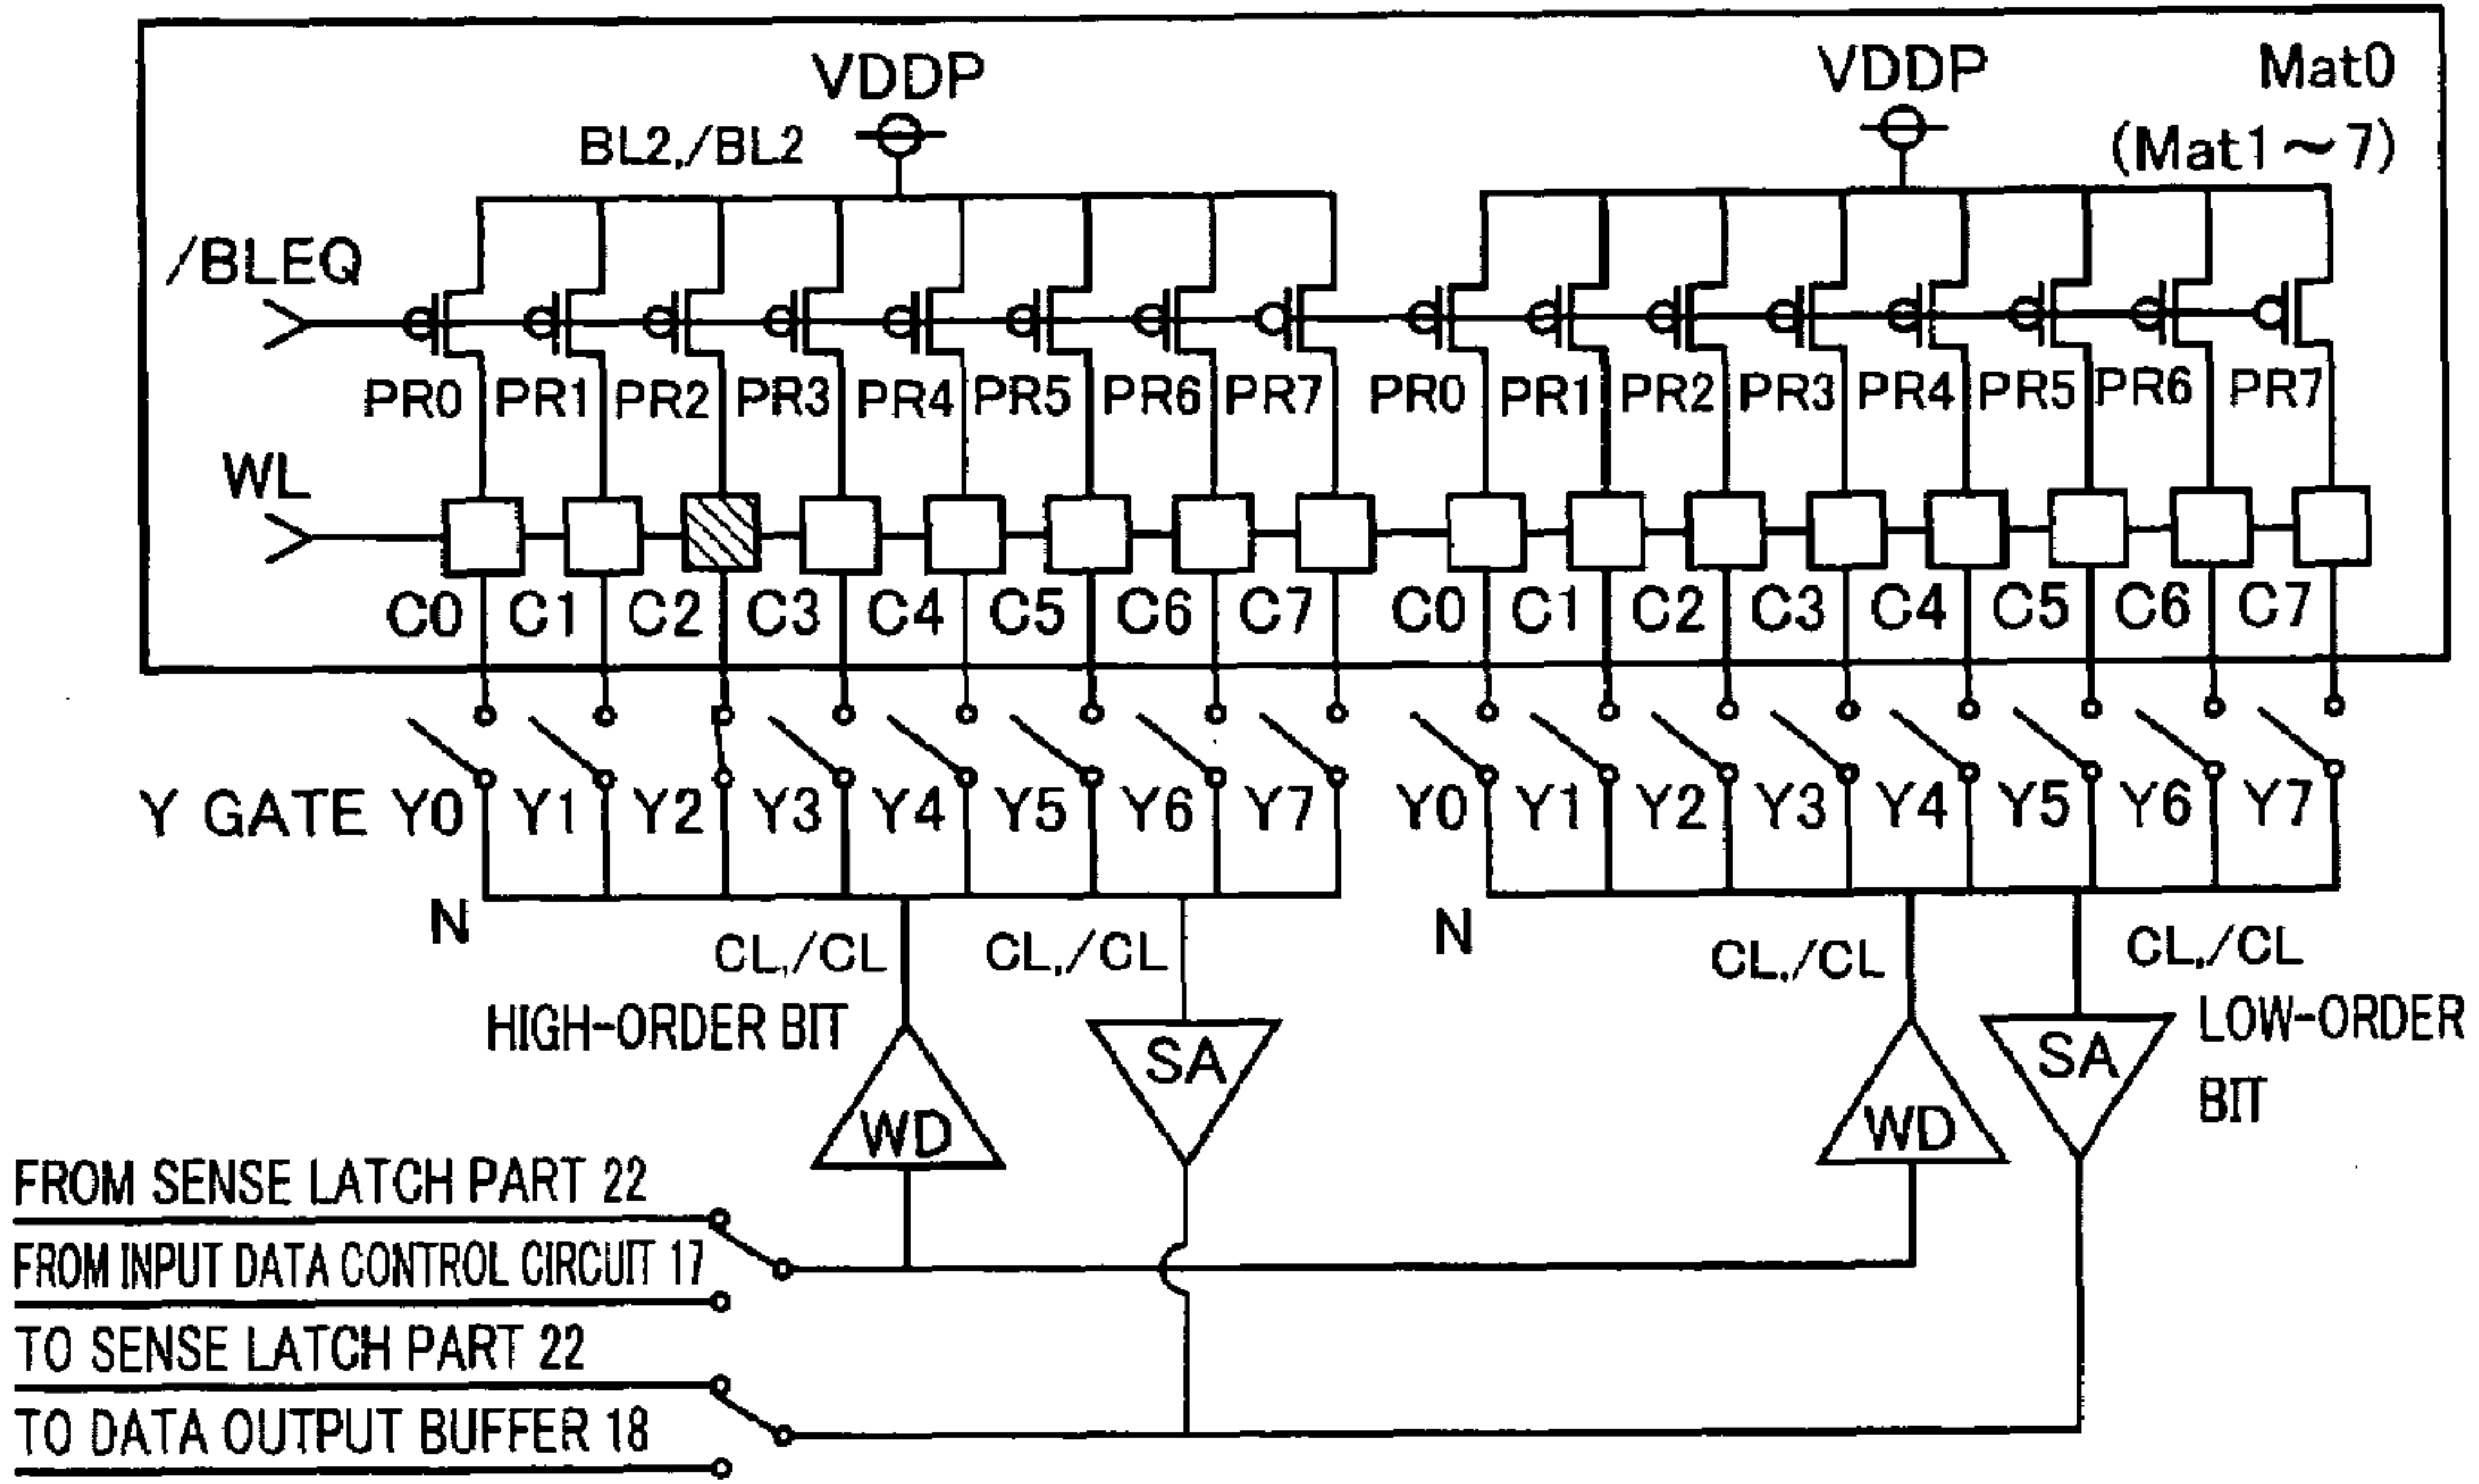 VDDP VDDP Mat0
BL2,/BL2 (Mat1～7)
/BLEQ
PR0 PR1 PR2 PR3 PR4 PR5 PR6 PR7 PR0 PR1 PR2 PR3 PR4 PR5 PR6 PR7
WL
C0 C1 C2 C3 C4 C5 C6 C7 C0 C1 C2 C3 C4 C5 C6 C7
Y GATE Y0 Y1 Y2 Y3 Y4 Y5 Y6 Y7 Y0 Y1 Y2 Y3 Y4 Y5 Y6 Y7
N N
CL,/CL CL,/CL CL,/CL CL,/CL
HIGH-ORDER BIT LOW-ORDER
BIT
SA SA
WD WD
FROM SENSE LATCH PART 22
FROM INPUT DATA CONTROL CIRCUIT 17
TO SENSE LATCH PART 22
TO DATA OUTPUT BUFFER 18